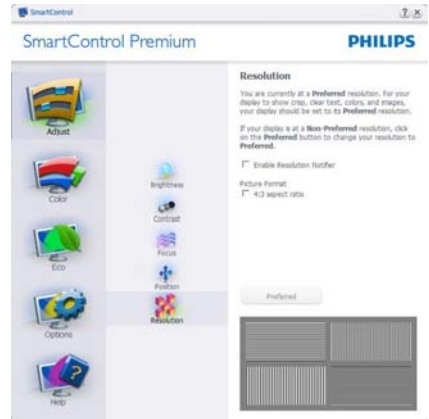 SmartControl
SmartControl Premium
PHILIPS
Adjust
Color
Eco
Options
Help
Brightness
Contrast
Focus
Position
Resolution
Resolution
You are currently at a Preferred resolution. For your
display to show crisp, clear text, colors, and images,
your display should be set to its Preferred resolution.
If your display is at a Non-Preferred resolution, click
on the Preferred button to change your resolution to
Preferred.
Enable Resolution Notifier
Picture Format
4:3 aspect ratio
Preferred